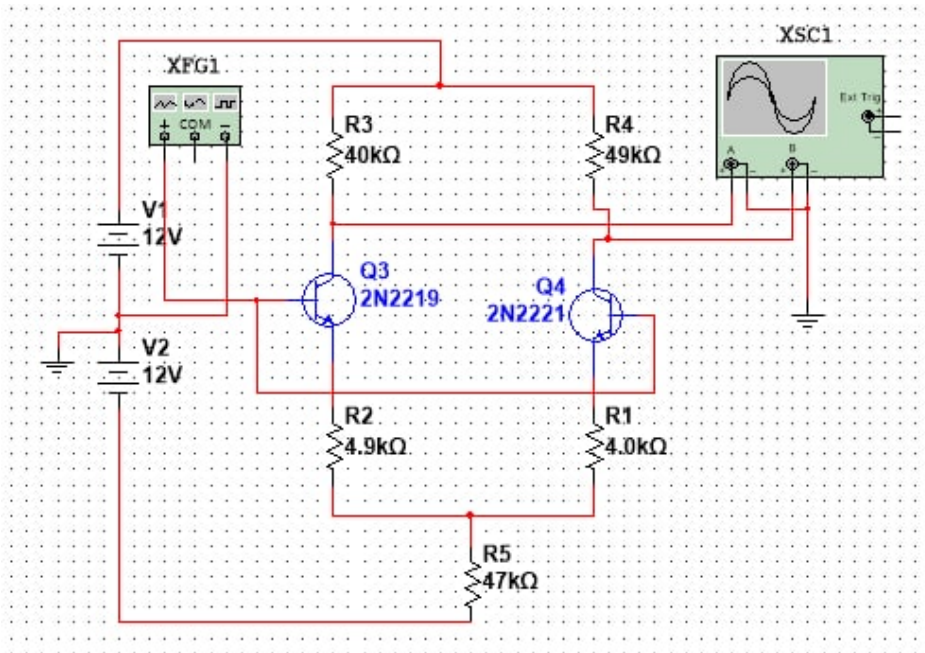 XFG1
+ COM −
XSC1
Ext Trig
+
−
A
B
+ −
+ −
R3
40kΩ
R4
49kΩ
V1
12V
Q3
2N2219
Q4
2N2221
V2
12V
R2
4.9kΩ
R1
4.0kΩ
R5
47kΩ